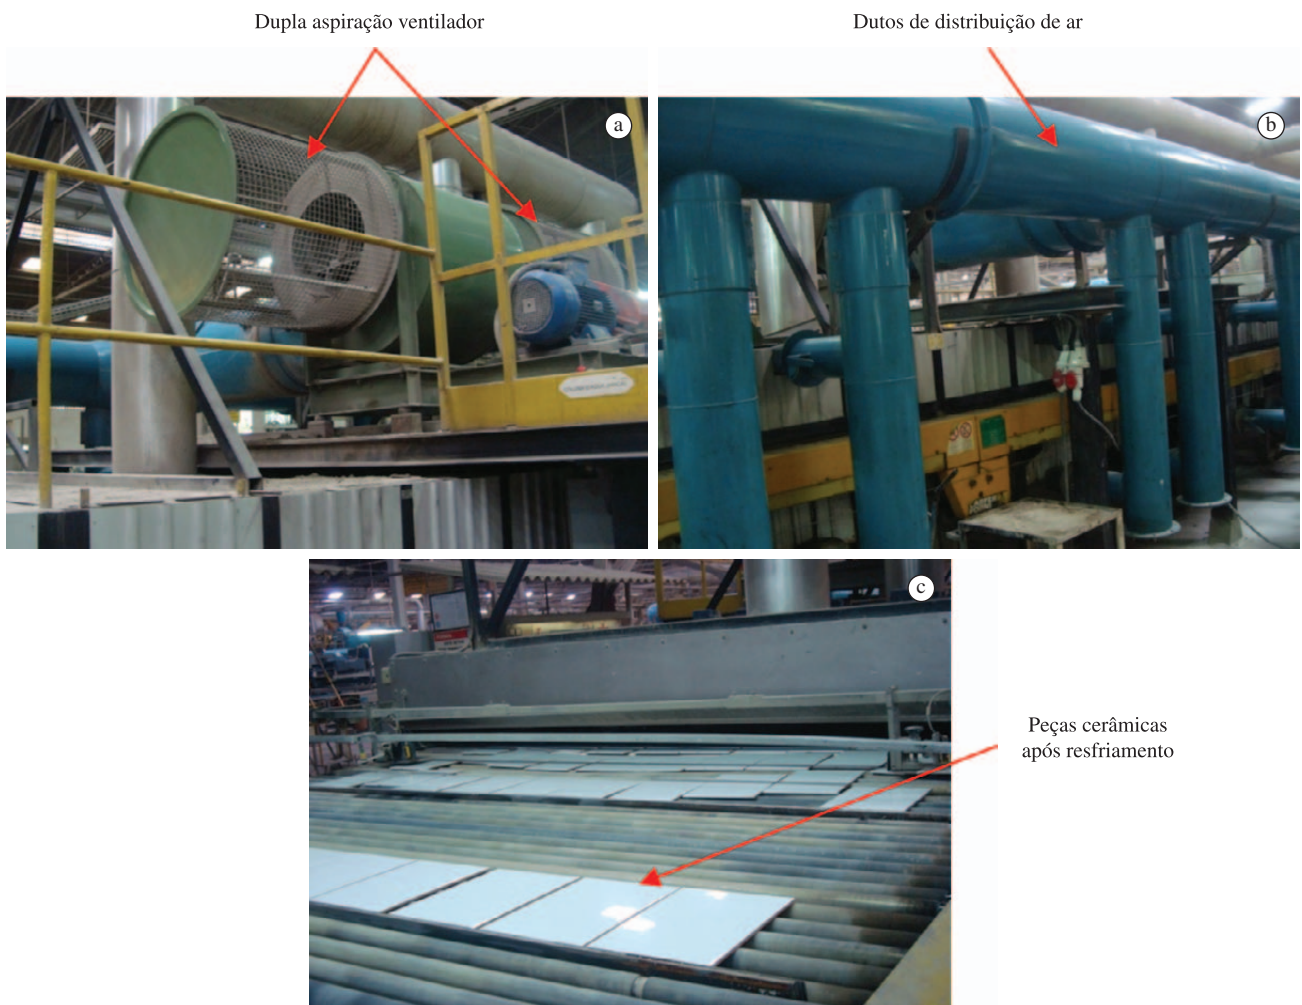 Dupla aspiração ventilador
Dutos de distribuição de ar
a
b
c
Peças cerâmicas
após resfriamento